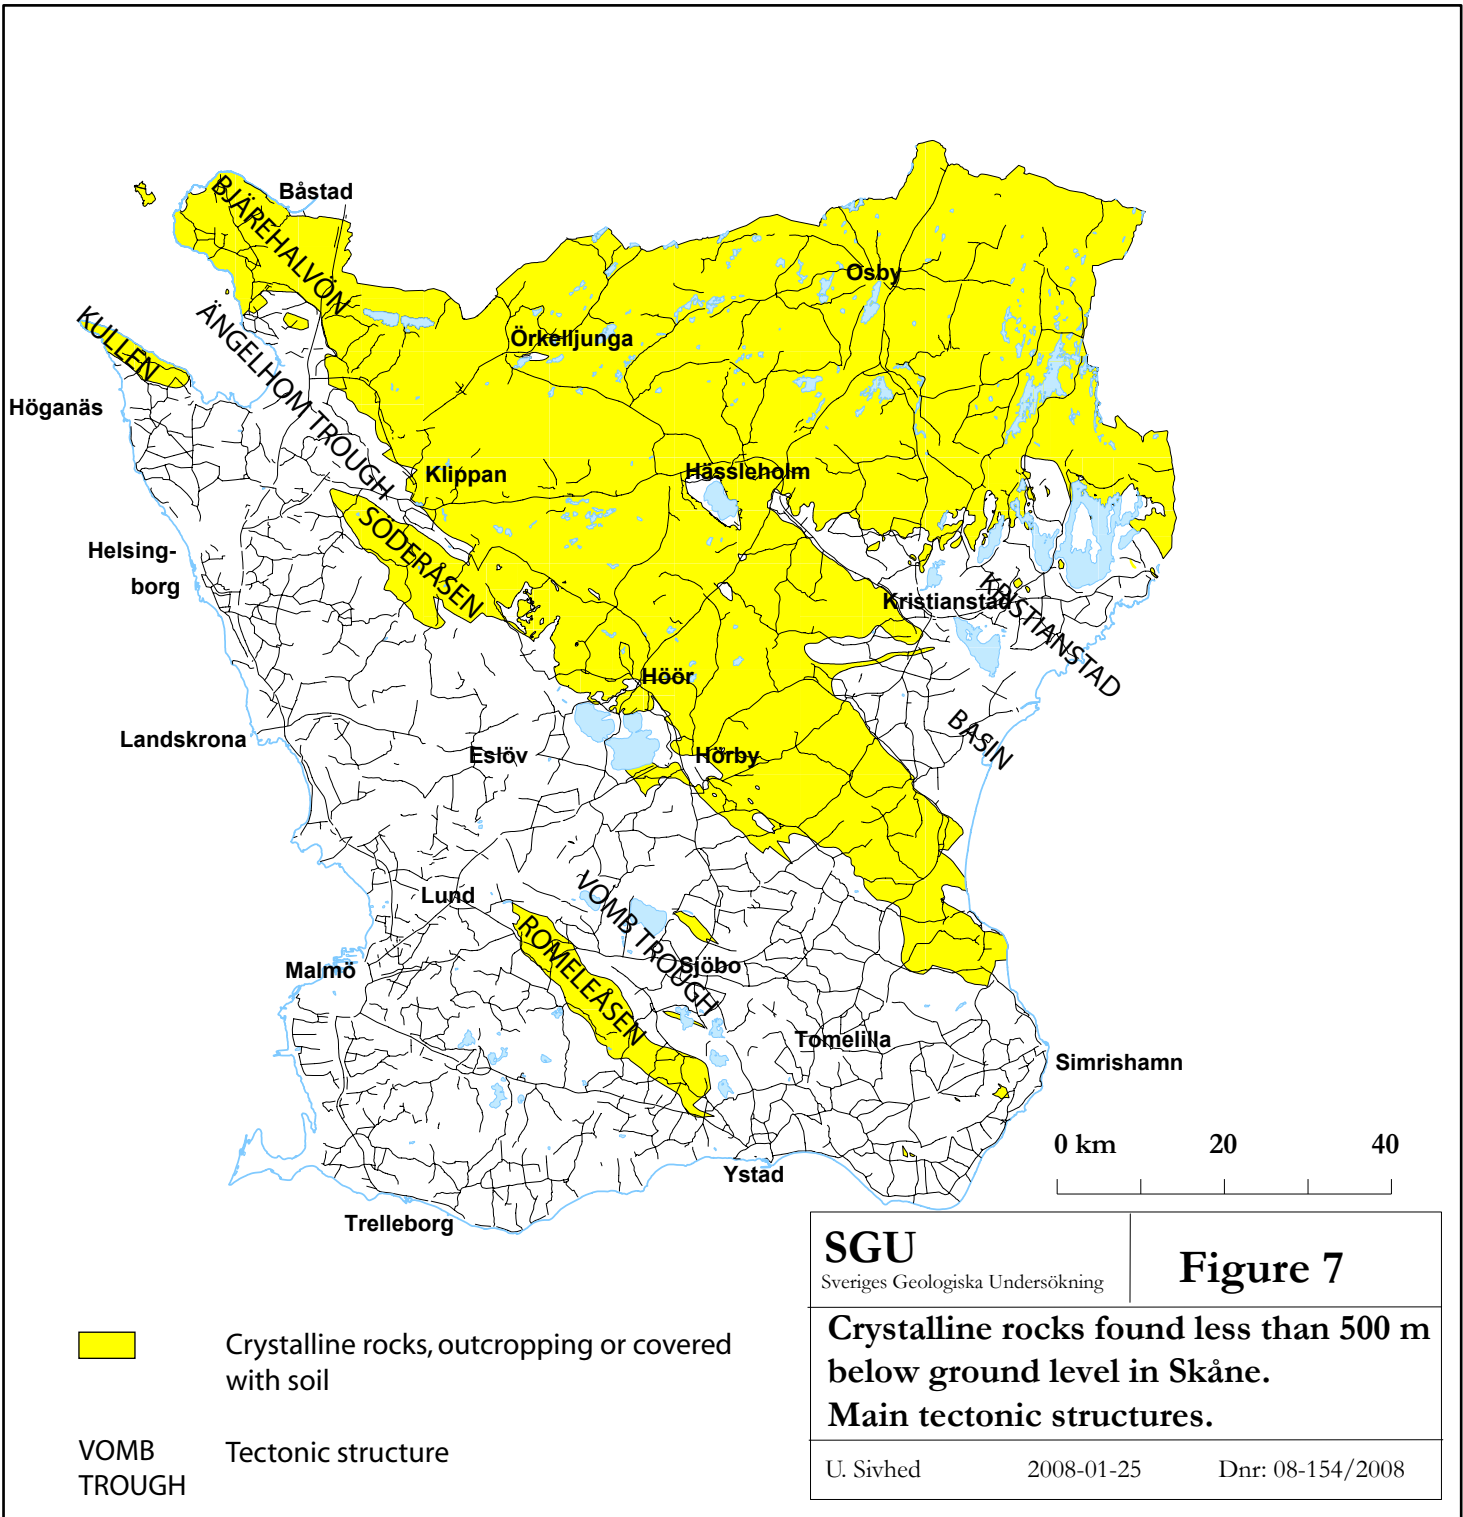 Båstad
BJÄREHALVÖN
Osby
KULLEN
ÄNGELHOM TROUGH
Örkelljunga
Höganäs
Klippan
Hässleholm
SÖDERÅSEN
Helsing-
borg
Kristianstad
KRISTIANSTAD
BASIN
Höör
Landskrona
Eslöv
Hörby
Lund
VOMB TROUGH
ROMELEÅSEN
Malmö
Sjöbo
Tomelilla
Simrishamn
Ystad
Trelleborg
0 km 20 40
SGU
Sveriges Geologiska Undersökning
Figure 7
Crystalline rocks found less than 500 m
below ground level in Skåne.
Main tectonic structures.
U. Sivhed 2008-01-25 Dnr: 08-154/2008
Crystalline rocks, outcropping or covered
with soil
VOMB
TROUGH
Tectonic structure